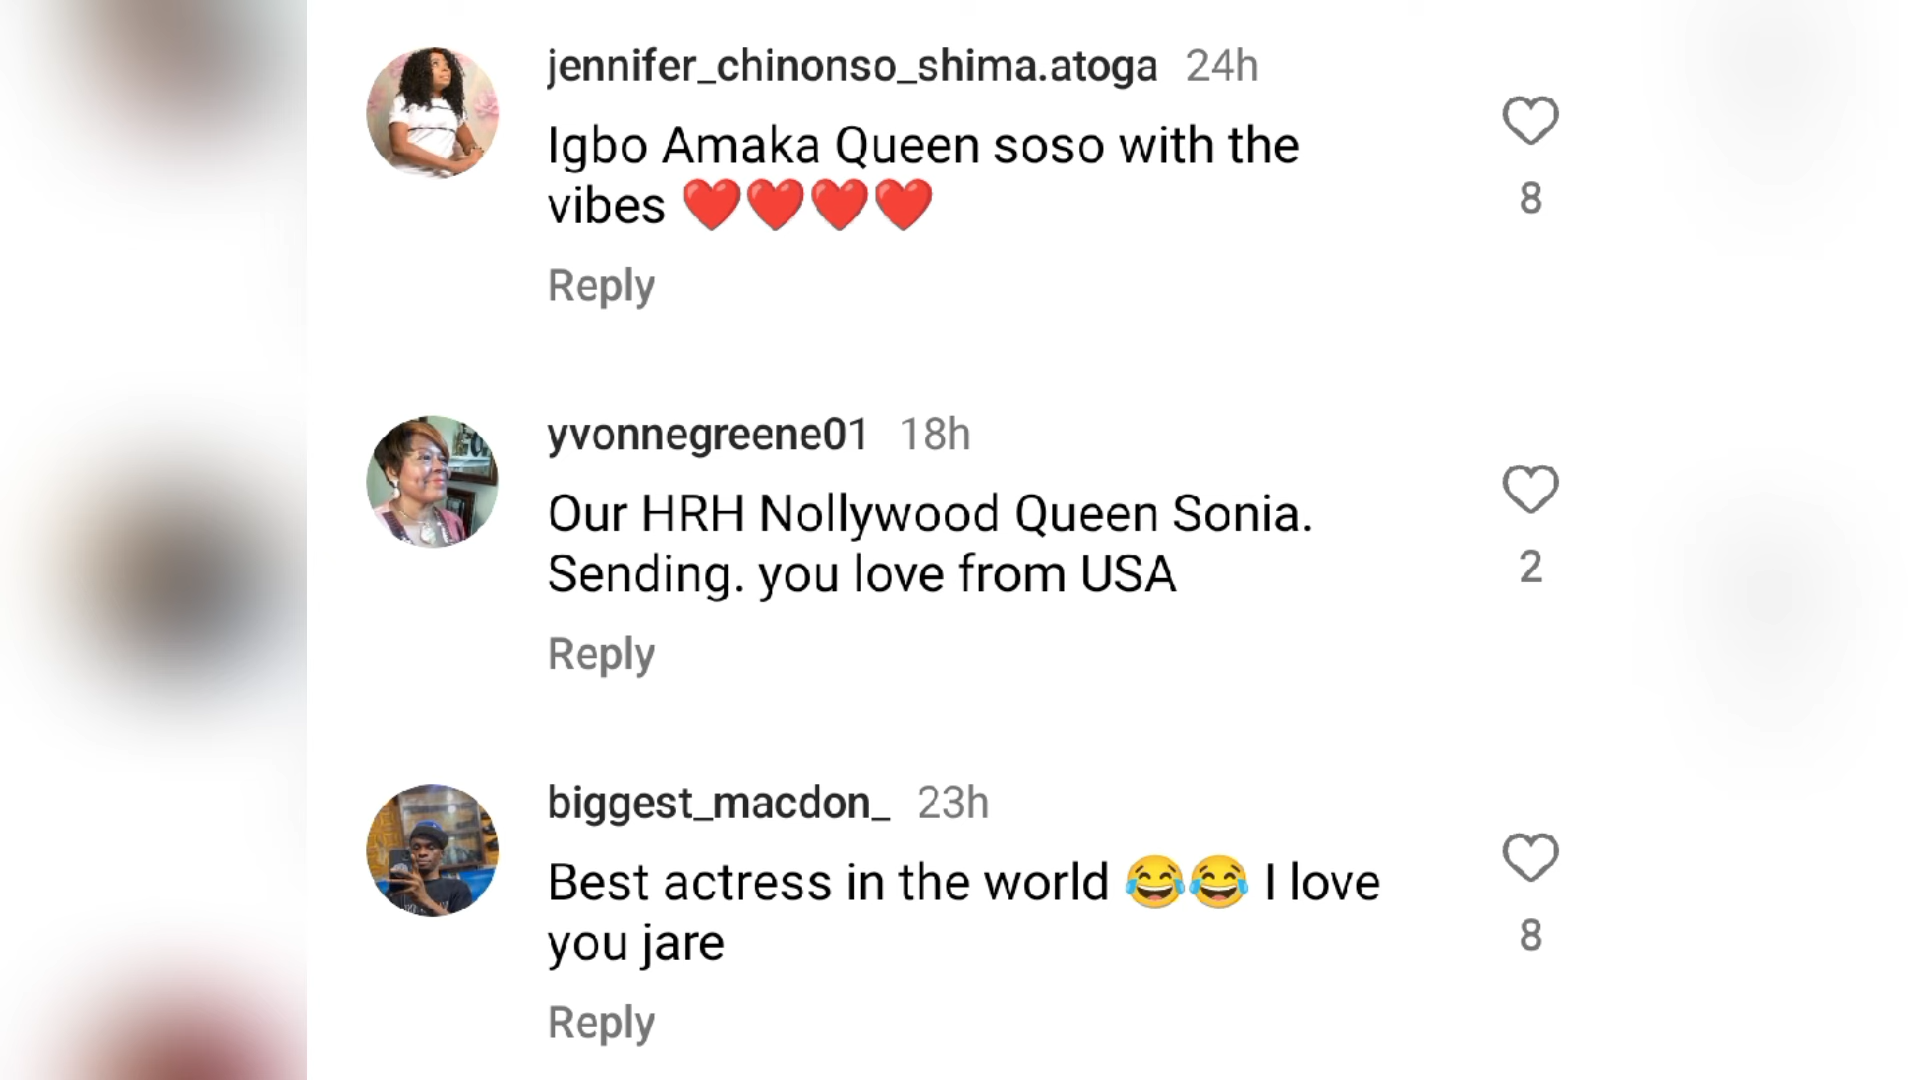 jennifer_chinonso_shima.atoga 24h
Igbo Amaka Queen soso with the
vibes ❤️❤️❤️❤️
8
Reply
yvonnegreene01 18h
Our HRH Nollywood Queen Sonia.
Sending. you love from USA
2
Reply
biggest_macdon_ 23h
Best actress in the world 😂😂 I love
you jare
8
Reply